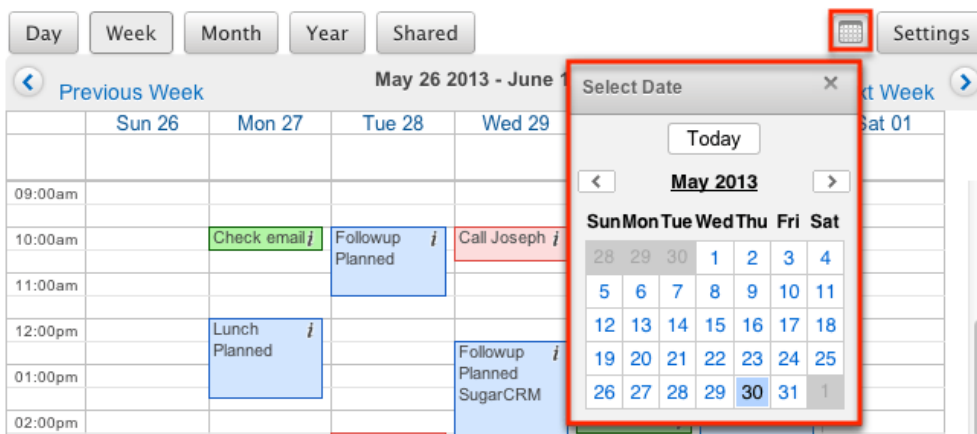 Day Week Month Year Shared Settings
Previous Week May 26 2013 - June 1 xt Week
Sun 26 Mon 27 Tue 28 Wed 29 Sat 01
Select Date ×
Today
< May 2013 >
Sun Mon Tue Wed Thu Fri Sat
28 29 30 1 2 3 4
5 6 7 8 9 10 11
12 13 14 15 16 17 18
19 20 21 22 23 24 25
26 27 28 29 30 31 1
09:00am
10:00am Check email i Followup i Call Joseph i
Planned
11:00am
12:00pm Lunch i
Planned
Followup i
01:00pm Planned
SugarCRM
02:00pm